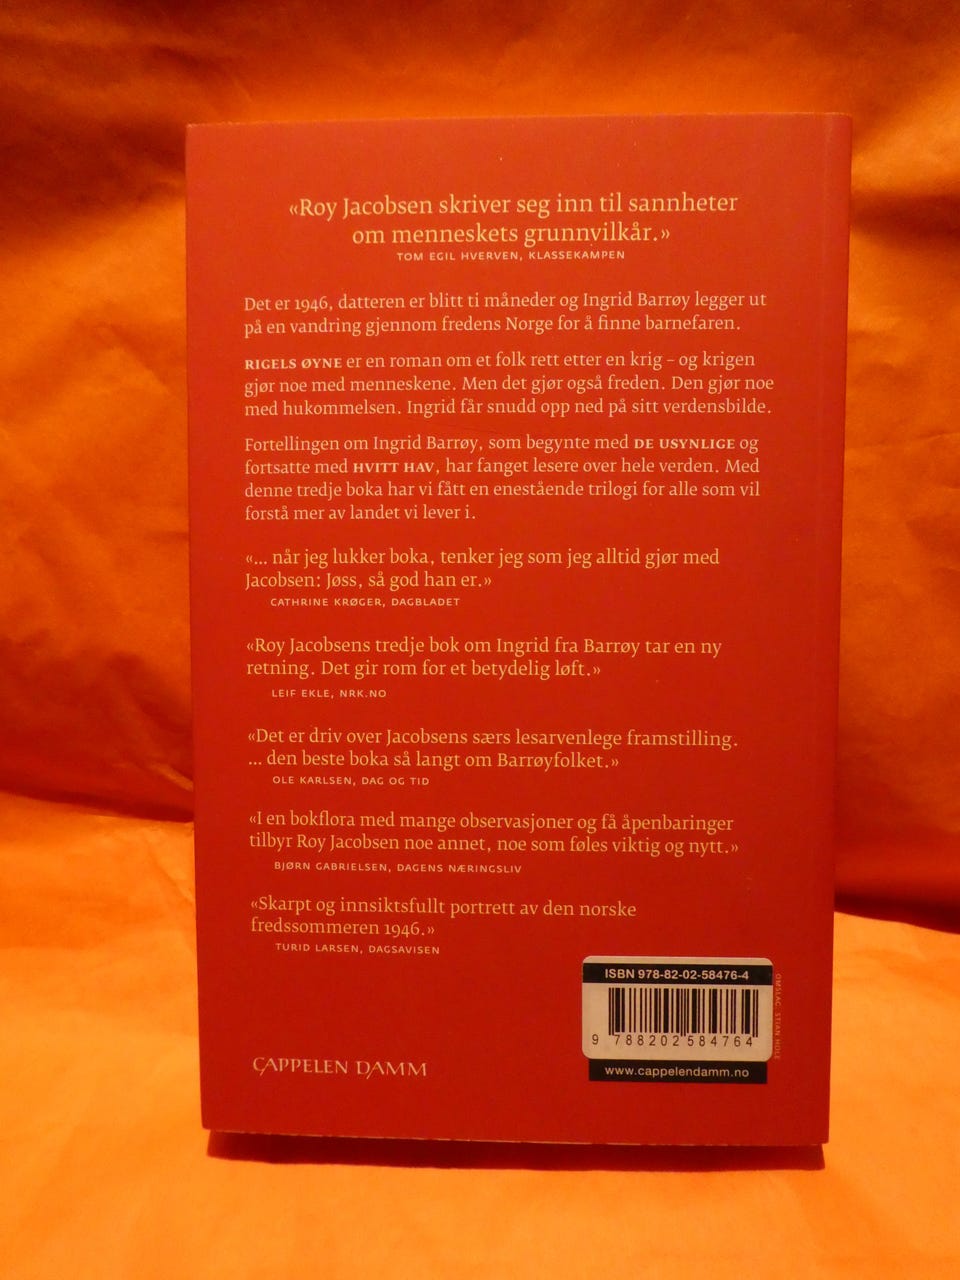 «Roy Jacobsen skriver seg inn til sannheter
om menneskets grunnvilkår.»
TOM EGIL HVERVEN, KLASSEKAMPEN
Det er 1946, datteren er blitt ti måneder og Ingrid Barrøy legger ut
på en vandring gjennom fredens Norge for å finne barnefaren.
RIGELS ØYNE er en roman om et folk rett etter en krig – og krigen
gjør noe med menneskene. Men det gjør også freden. Den gjør noe
med hukommelsen. Ingrid får snudd opp ned på sitt verdensbilde.
Fortellingen om Ingrid Barrøy, som begynte med DE USYNLIGE og
fortsatte med HVITT HAV, har fanget lesere over hele verden. Med
denne tredje boka har vi fått en enestående trilogi for alle som vil
forstå mer av landet vi lever i.
«... når jeg lukker boka, tenker jeg som jeg alltid gjør med
Jacobsen: Jøss, så god han er.»
CATHRINE KRØGER, DAGBLADET
«Roy Jacobsens tredje bok om Ingrid fra Barrøy tar en ny
retning. Det gir rom for et betydelig løft.»
LEIF EKLE, NRK.NO
«Det er driv over Jacobsens særs lesarvenlege framstilling.
... den beste boka så langt om Barrøyfolket.»
OLE KARLSEN, DAG OG TID
«I en bokflora med mange observasjoner og få åpenbaringer
tilbyr Roy Jacobsen noe annet, noe som føles viktig og nytt.»
BJØRN GABRIELSEN, DAGENS NÆRINGSLIV
«Skarpt og innsiktsfullt portrett av den norske
fredssommeren 1946.»
TURID LARSEN, DAGSAVISEN
ISBN 978-82-02-58476-4
9 788202 584764
www.cappelendamm.no
OMSLAG: STIAN HOLE
CAPPELEN DAMM